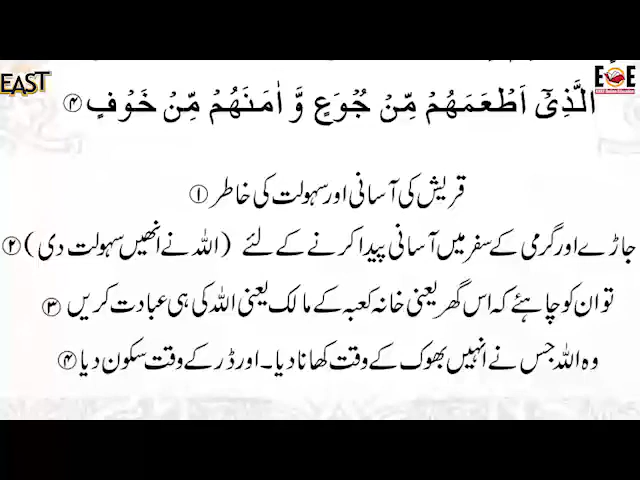 EAST
EOE
الَّذِیْۤ اَطْعَمَهُمْ مِّنْ جُوْعٍ وَّ اٰمَنَهُمْ مِّنْ خَوْفٍ ۴
قریش کی آسانی اور سہولت کی خاطر ۱
جاڑے اور گرمی کے سفر میں آسانی پیدا کرنے کے لئے (اللہ نے انھیں سہولت دی) ۲
تو ان کو چاہئے کہ اس گھر یعنی خانہ کعبہ کے مالک یعنی اللہ کی ہی عبادت کریں ۳
وہ اللہ جس نے انہیں بھوک کے وقت کھانا دیا۔ اور ڈر کے وقت سکون دیا ۴